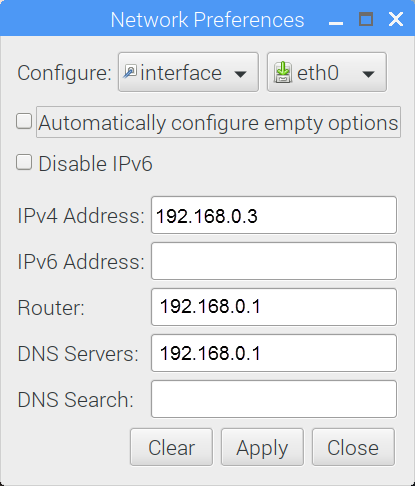 Network Preferences
Configure: interface eth0
Automatically configure empty options
Disable IPv6
IPv4 Address: 192.168.0.3
IPv6 Address:
Router: 192.168.0.1
DNS Servers: 192.168.0.1
DNS Search:
Clear Apply Close